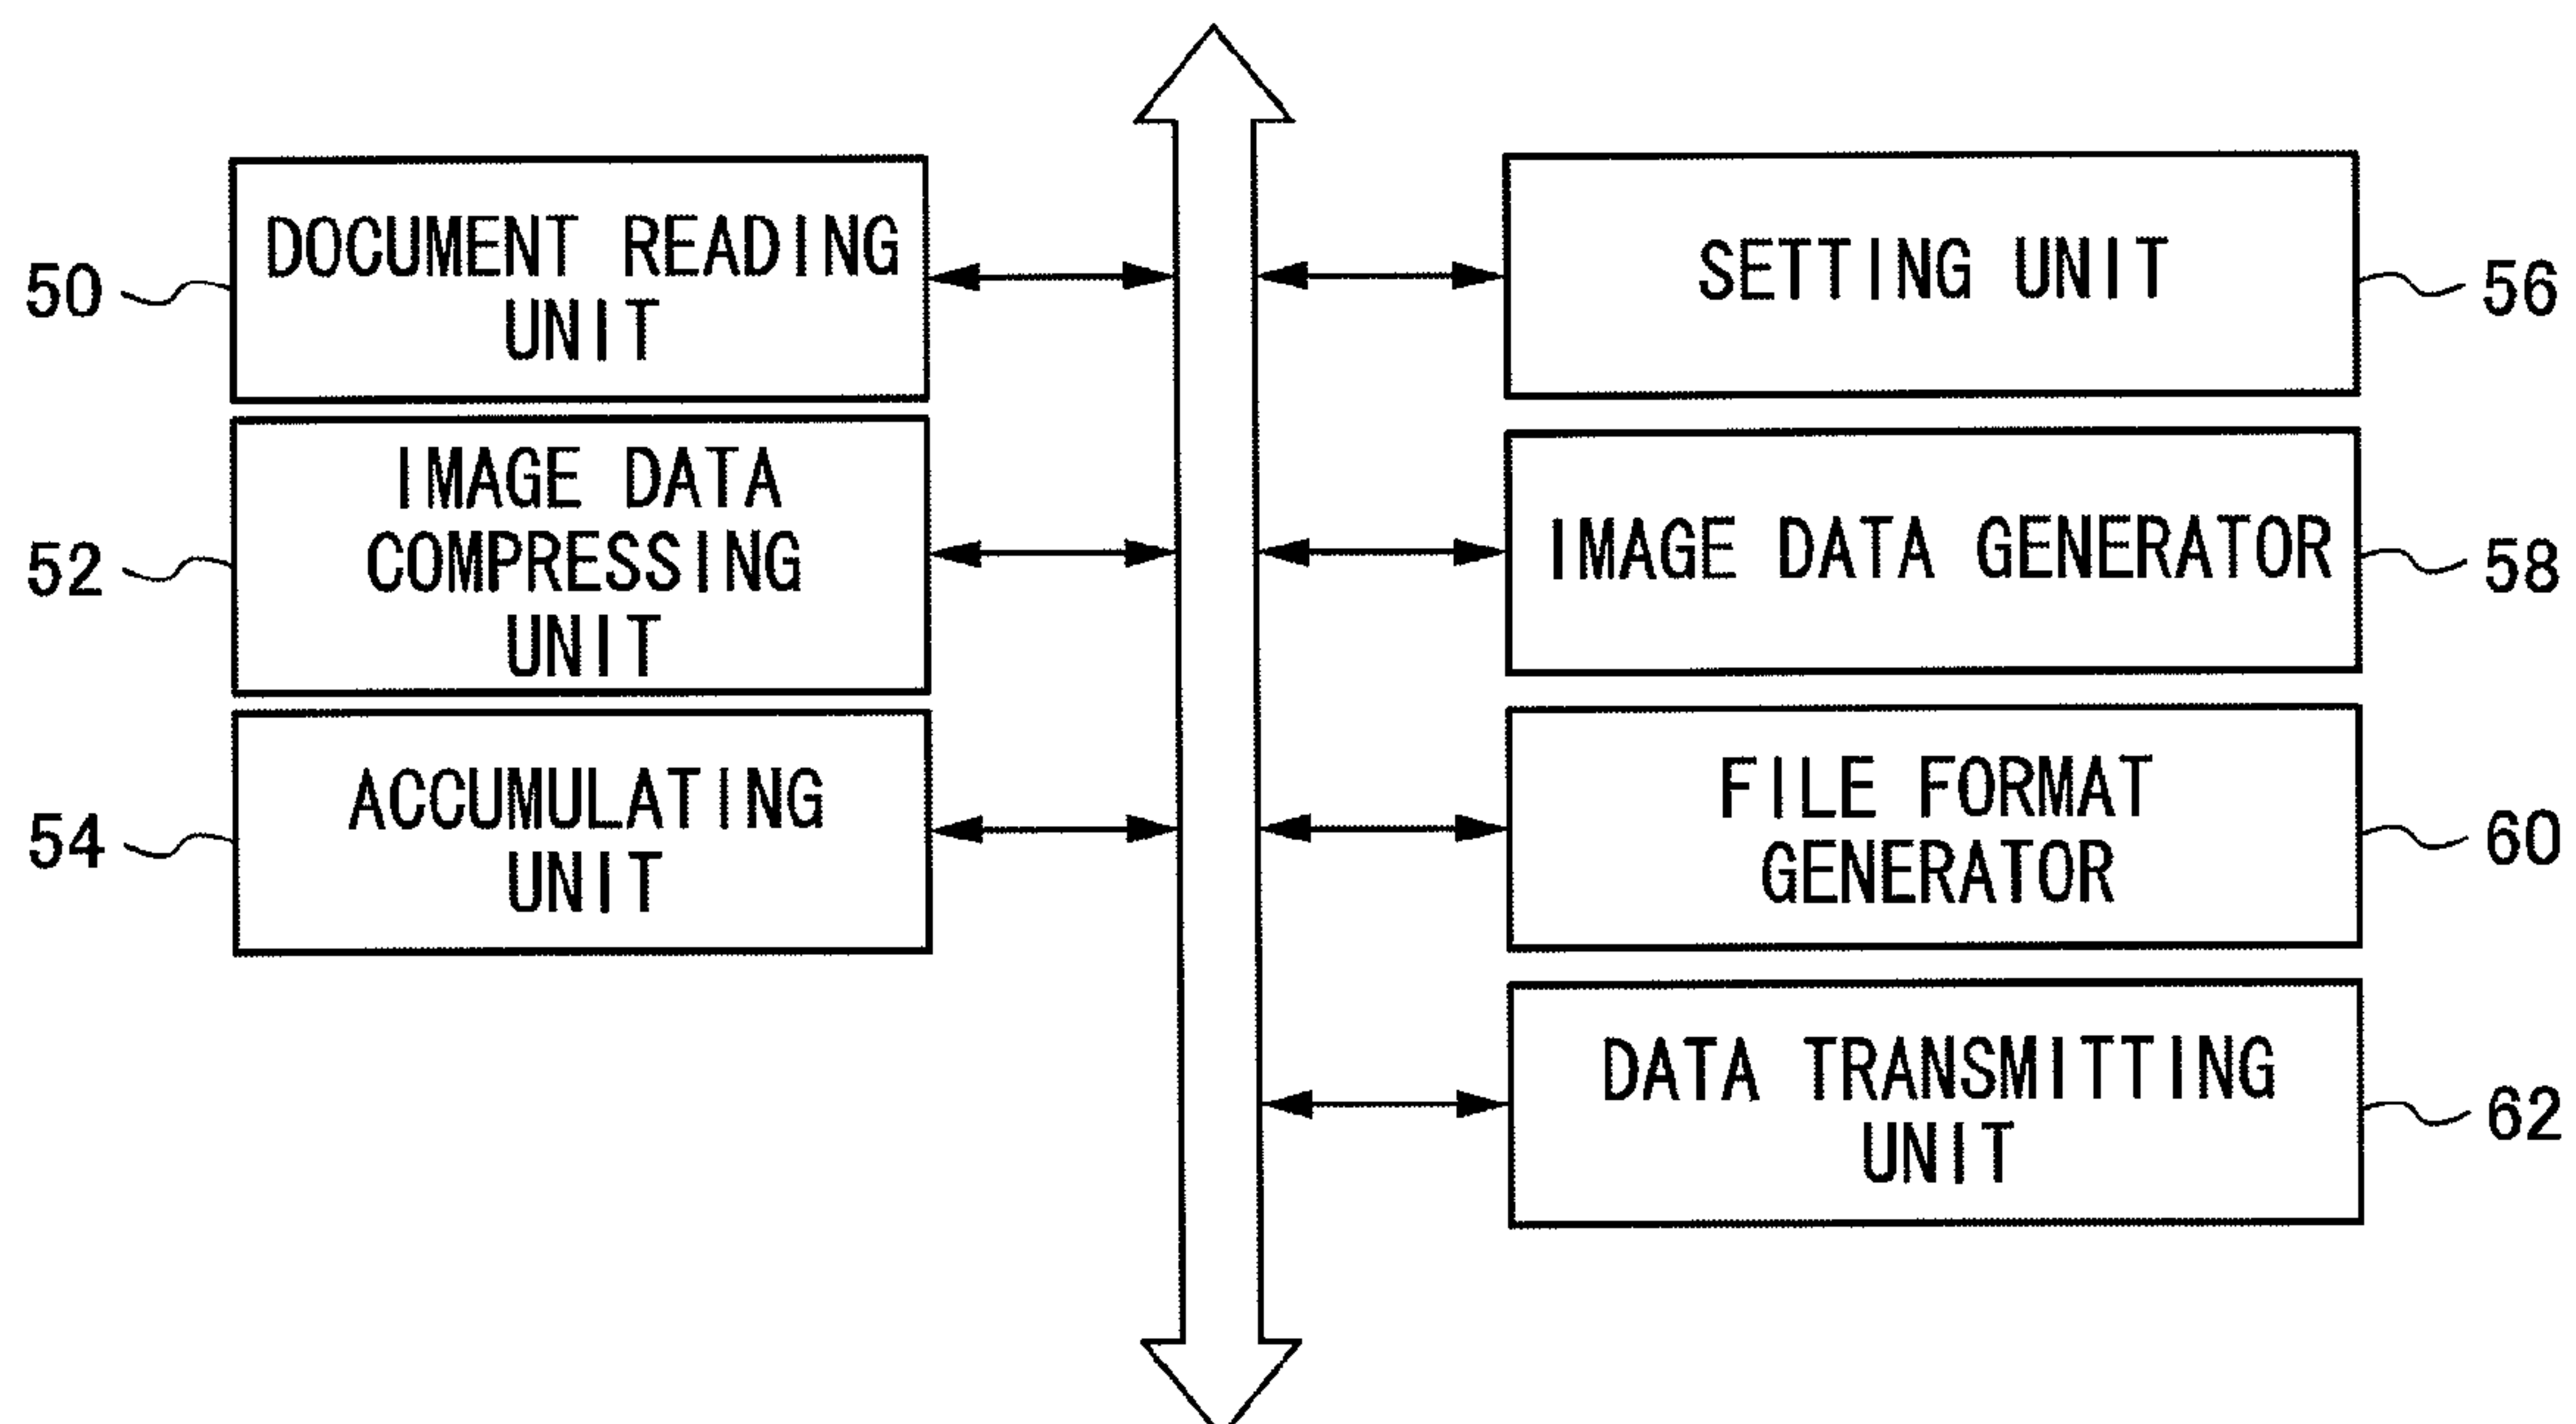 50
DOCUMENT READING
UNIT
52
IMAGE DATA
COMPRESSING
UNIT
54
ACCUMULATING
UNIT
SETTING UNIT
56
IMAGE DATA GENERATOR
58
FILE FORMAT
GENERATOR
60
DATA TRANSMITTING
UNIT
62